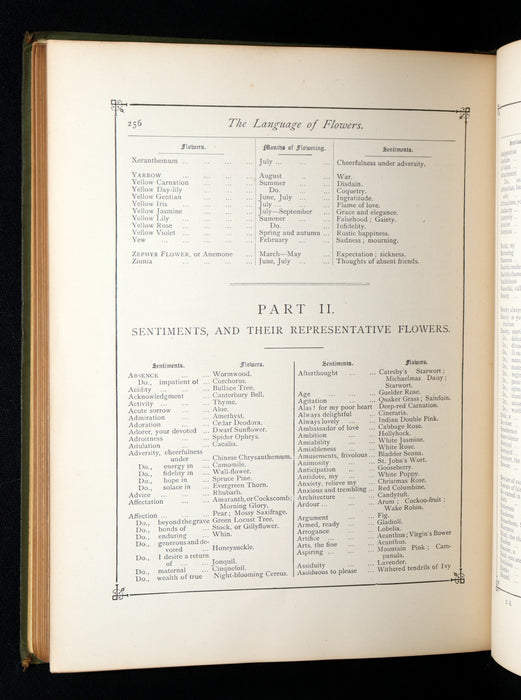 256 The Language of Flowers.
Flowers. Months of Flowering. Sentiments.
Xeranthemum ... ... ... ... July ... ... ... Cheerfulness under adversity.
YARROW ... ... ... ... August ... ... War.
Yellow Carnation ... ... ... Summer ... ... Disdain.
Yellow Day-lily ... ... ... Do. ... ... Coquetry.
Yellow Gentian ... ... ... June, July ... ... Ingratitude.
Yellow Iris ... ... ... ... July ... ... ... Flame of love.
Yellow Jasmine ... ... ... July—September ... Grace and elegance.
Yellow Lily ... ... ... ... Summer ... ... Falsehood; Gaiety.
Yellow Rose ... ... ... ... Do. ... ... Infidelity.
Yellow Violet ... ... ... ... Spring and autumn ... Rustic happiness.
Yew ... ... ... ... ... February ... ... Sadness; mourning.
ZEPHYR FLOWER, or Anemone ... March—May ... Expectation; sickness.
Zinnia ... ... ... ... June, July ... ... Thoughts of absent friends.
PART II.
SENTIMENTS, AND THEIR REPRESENTATIVE FLOWERS.
Sentiments. Flowers.
ABSENCE ... ... Wormwood.
Do., impatient of ... Corchorus.
Acidity ... ... ... Bullace Tree.
Acknowledgment ... Canterbury Bell.
Activity ... ... ... Thyme.
Acute sorrow ... ... Aloe.
Admiration ... ... Amethyst.
Adoration ... ... Cedar Deodora.
Adorer, your devoted ... Dwarf Sunflower.
Adroitness ... ... Spider Ophrys.
Adulation ... ... Cacalia.
Adversity, cheerfulness
under ... ... Chinese Chrysanthemum.
Do., energy in ... Camomile.
Do., fidelity in ... Wall-flower.
Do., hope in ... Spruce Pine.
Do., solace in ... Evergreen Thorn.
Advice ... ... ... Rhubarb.
Affectation ... ... Amaranth, or Cockscomb;
Morning Glory.
Affection ... ... ... Pear; Mossy Saxifrage.
Do., beyond the grave Green Locust Tree.
Do., bonds of ... Stock, or Gillyflower.
Do., enduring ... Whin.
Do., generous and de-
voted ... Honeysuckle.
Do., I desire a return
of ... ... Jonquil.
Do., maternal ... Cinquefoil.
Do., wealth of true Night-blooming Cereus.
Sentiments. Flowers.
Afterthought ... ... Catesby's Starwort;
Michaelmas Daisy;
Starwort.
Age ... ... ... Guelder Rose.
Agitation ... ... Quaker Grass; Sainfoin.
Alas! for my poor heart Deep-red Carnation.
Always delightful ... Cineraria.
Always lovely ... ... Indian Double Pink.
Ambassador of love ... Cabbage Rose.
Ambition ... ... Hollyhock.
Amiability ... ... White Jasmine.
Amiableness ... ... White Rose.
Amusements, frivolous ... Bladder Senna.
Animosity ... ... St. John's Wort.
Anticipation ... ... Gooseberry.
Antidote, my ... ... White Poppy.
Anxiety, relieve my ... Christmas Rose.
Anxious and trembling ... Red Columbine.
Architecture ... ... Candytuft.
Ardour ... ... ... Arom; Cuckoo-fruit;
Wake Robin.
Argument ... ... Fig.
Armed, ready ... ... Gladioli.
Arrogance ... ... Lobelia.
Artifice ... ... ... Acanthus; Virgin's Bower
Arts, the fine ... ... Acanthus.
Aspiring ... ... ... Mountain Pink; Cam-
panula.
Assiduity ... ... Lavender.
Assiduous to please ... Withered tendrils of Ivy